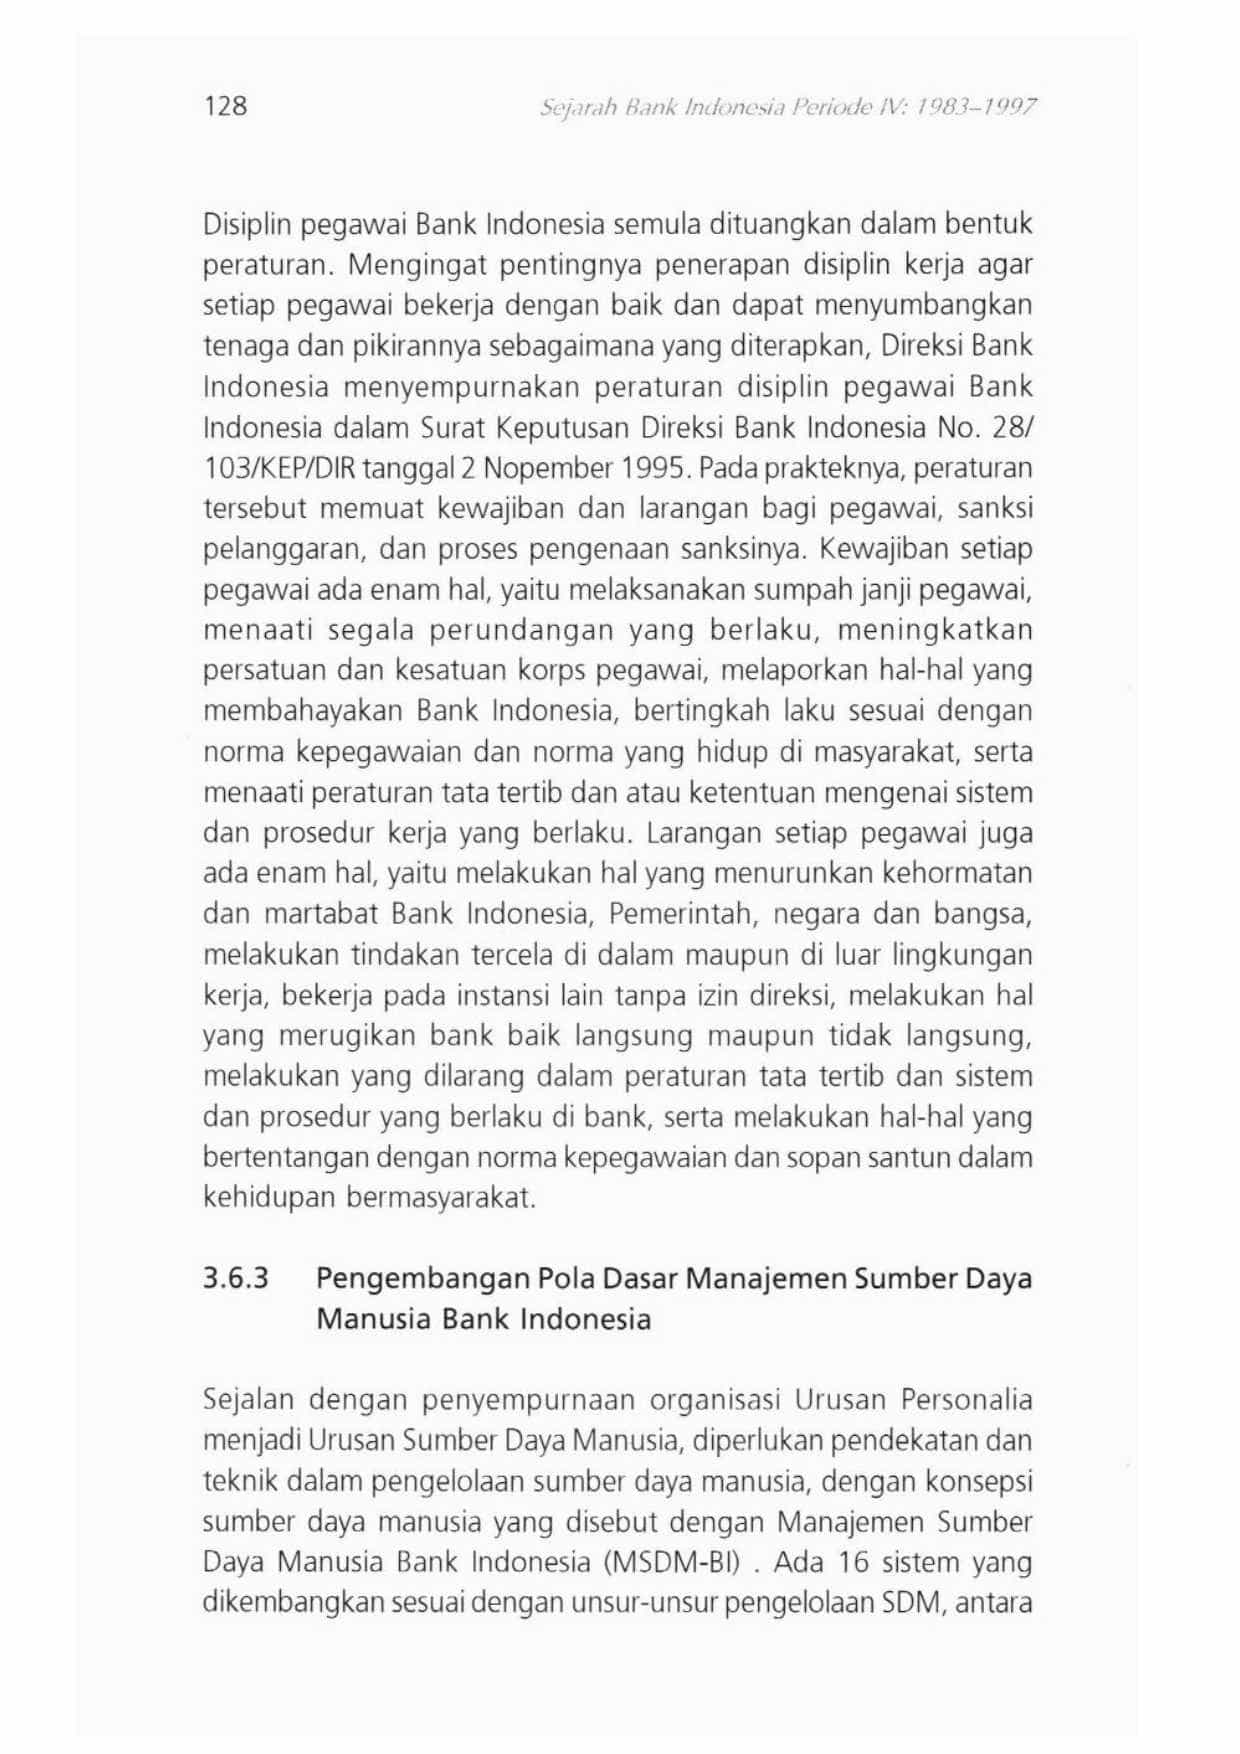 128
Sejarah Bank Indonesia Periode IV: 1983–1997
Disiplin pegawai Bank Indonesia semula dituangkan dalam bentuk
peraturan. Mengingat pentingnya penerapan disiplin kerja agar
setiap pegawai bekerja dengan baik dan dapat menyumbangkan
tenaga dan pikirannya sebagaimana yang diterapkan, Direksi Bank
Indonesia menyempurnakan peraturan disiplin pegawai Bank
Indonesia dalam Surat Keputusan Direksi Bank Indonesia No. 28/
103/KEP/DIR tanggal 2 Nopember 1995. Pada prakteknya, peraturan
tersebut memuat kewajiban dan larangan bagi pegawai, sanksi
pelanggaran, dan proses pengenaan sanksinya. Kewajiban setiap
pegawai ada enam hal, yaitu melaksanakan sumpah janji pegawai,
menaati segala perundangan yang berlaku, meningkatkan
persatuan dan kesatuan korps pegawai, melaporkan hal-hal yang
membahayakan Bank Indonesia, bertingkah laku sesuai dengan
norma kepegawaian dan norma yang hidup di masyarakat, serta
menaati peraturan tata tertib dan atau ketentuan mengenai sistem
dan prosedur kerja yang berlaku. Larangan setiap pegawai juga
ada enam hal, yaitu melakukan hal yang menurunkan kehormatan
dan martabat Bank Indonesia, Pemerintah, negara dan bangsa,
melakukan tindakan tercela di dalam maupun di luar lingkungan
kerja, bekerja pada instansi lain tanpa izin direksi, melakukan hal
yang merugikan bank baik langsung maupun tidak langsung,
melakukan yang dilarang dalam peraturan tata tertib dan sistem
dan prosedur yang berlaku di bank, serta melakukan hal-hal yang
bertentangan dengan norma kepegawaian dan sopan santun dalam
kehidupan bermasyarakat.
3.6.3 Pengembangan Pola Dasar Manajemen Sumber Daya
Manusia Bank Indonesia
Sejalan dengan penyempurnaan organisasi Urusan Personalia
menjadi Urusan Sumber Daya Manusia, diperlukan pendekatan dan
teknik dalam pengelolaan sumber daya manusia, dengan konsepsi
sumber daya manusia yang disebut dengan Manajemen Sumber
Daya Manusia Bank Indonesia (MSDM-BI) . Ada 16 sistem yang
dikembangkan sesuai dengan unsur-unsur pengelolaan SDM, antara